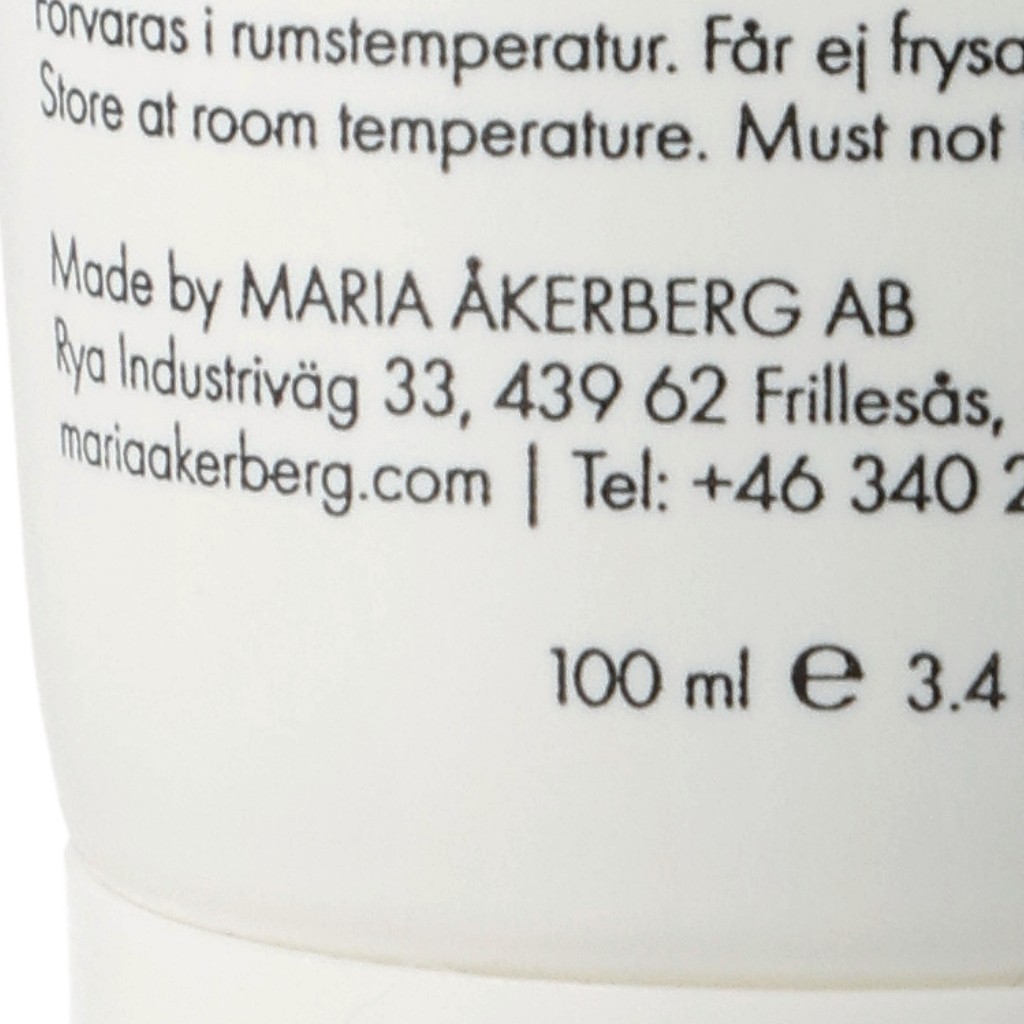 Förvaras i rumstemperatur. Får ej
Store at room temperature. Must not
Made by MARIA ÅKERBERG AB
Rya Industriväg 33, 439 62 Frillesås,
mariaakerberg.com | Tel: +46 340
100 ml ℮ 3.4